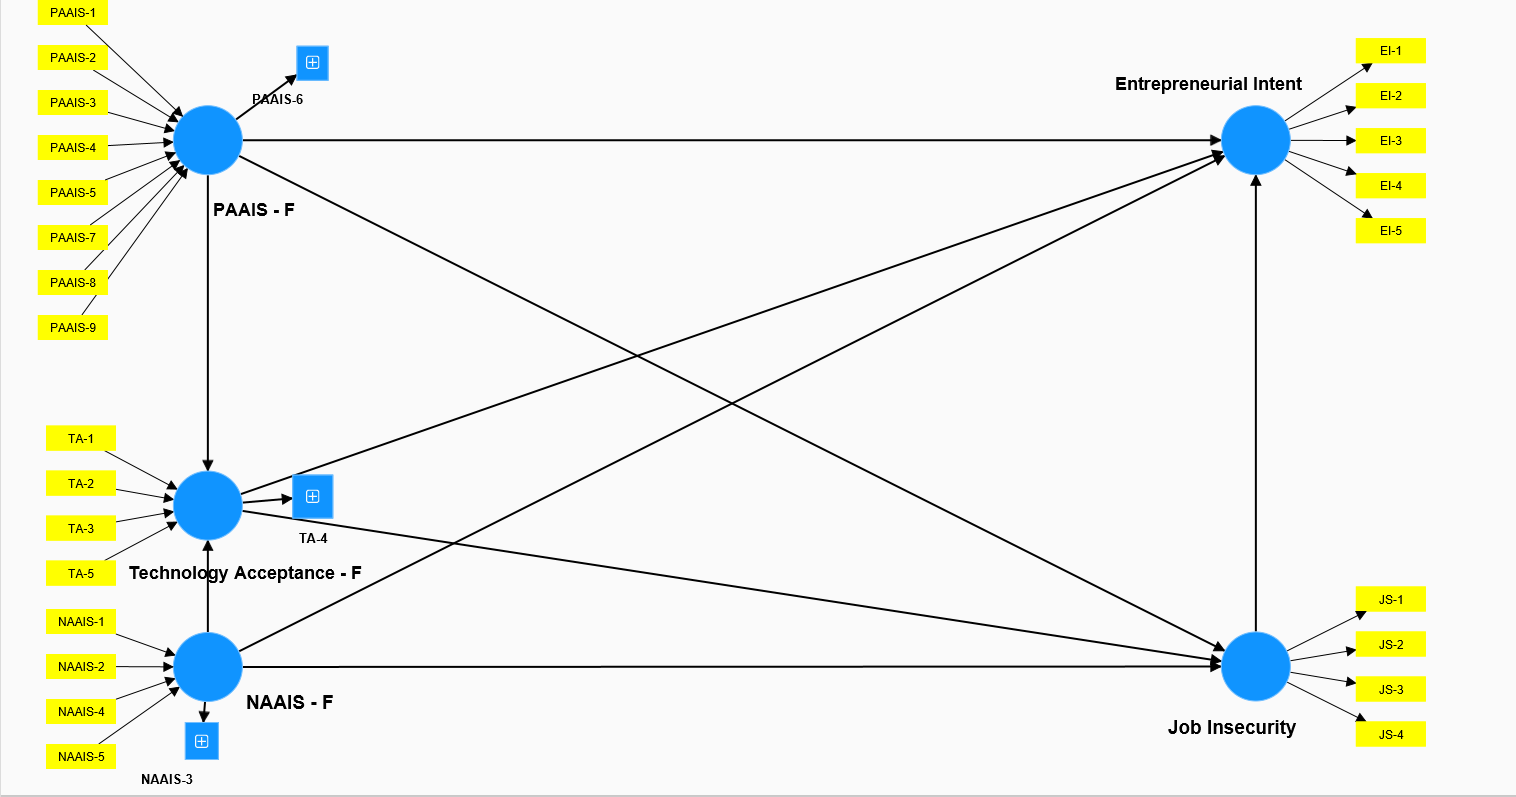 PAAIS-1
PAAIS-2
PAAIS-3
PAAIS-4
PAAIS-5
PAAIS-7
PAAIS-8
PAAIS-9
PAAIS-6
PAAIS - F
Entrepreneurial Intent
EI-1
EI-2
EI-3
EI-4
EI-5
TA-1
TA-2
TA-3
TA-5
TA-4
Technology Acceptance - F
NAAIS-1
NAAIS-2
NAAIS-4
NAAIS-5
NAAIS - F
NAAIS-3
JS-1
JS-2
JS-3
JS-4
Job Insecurity